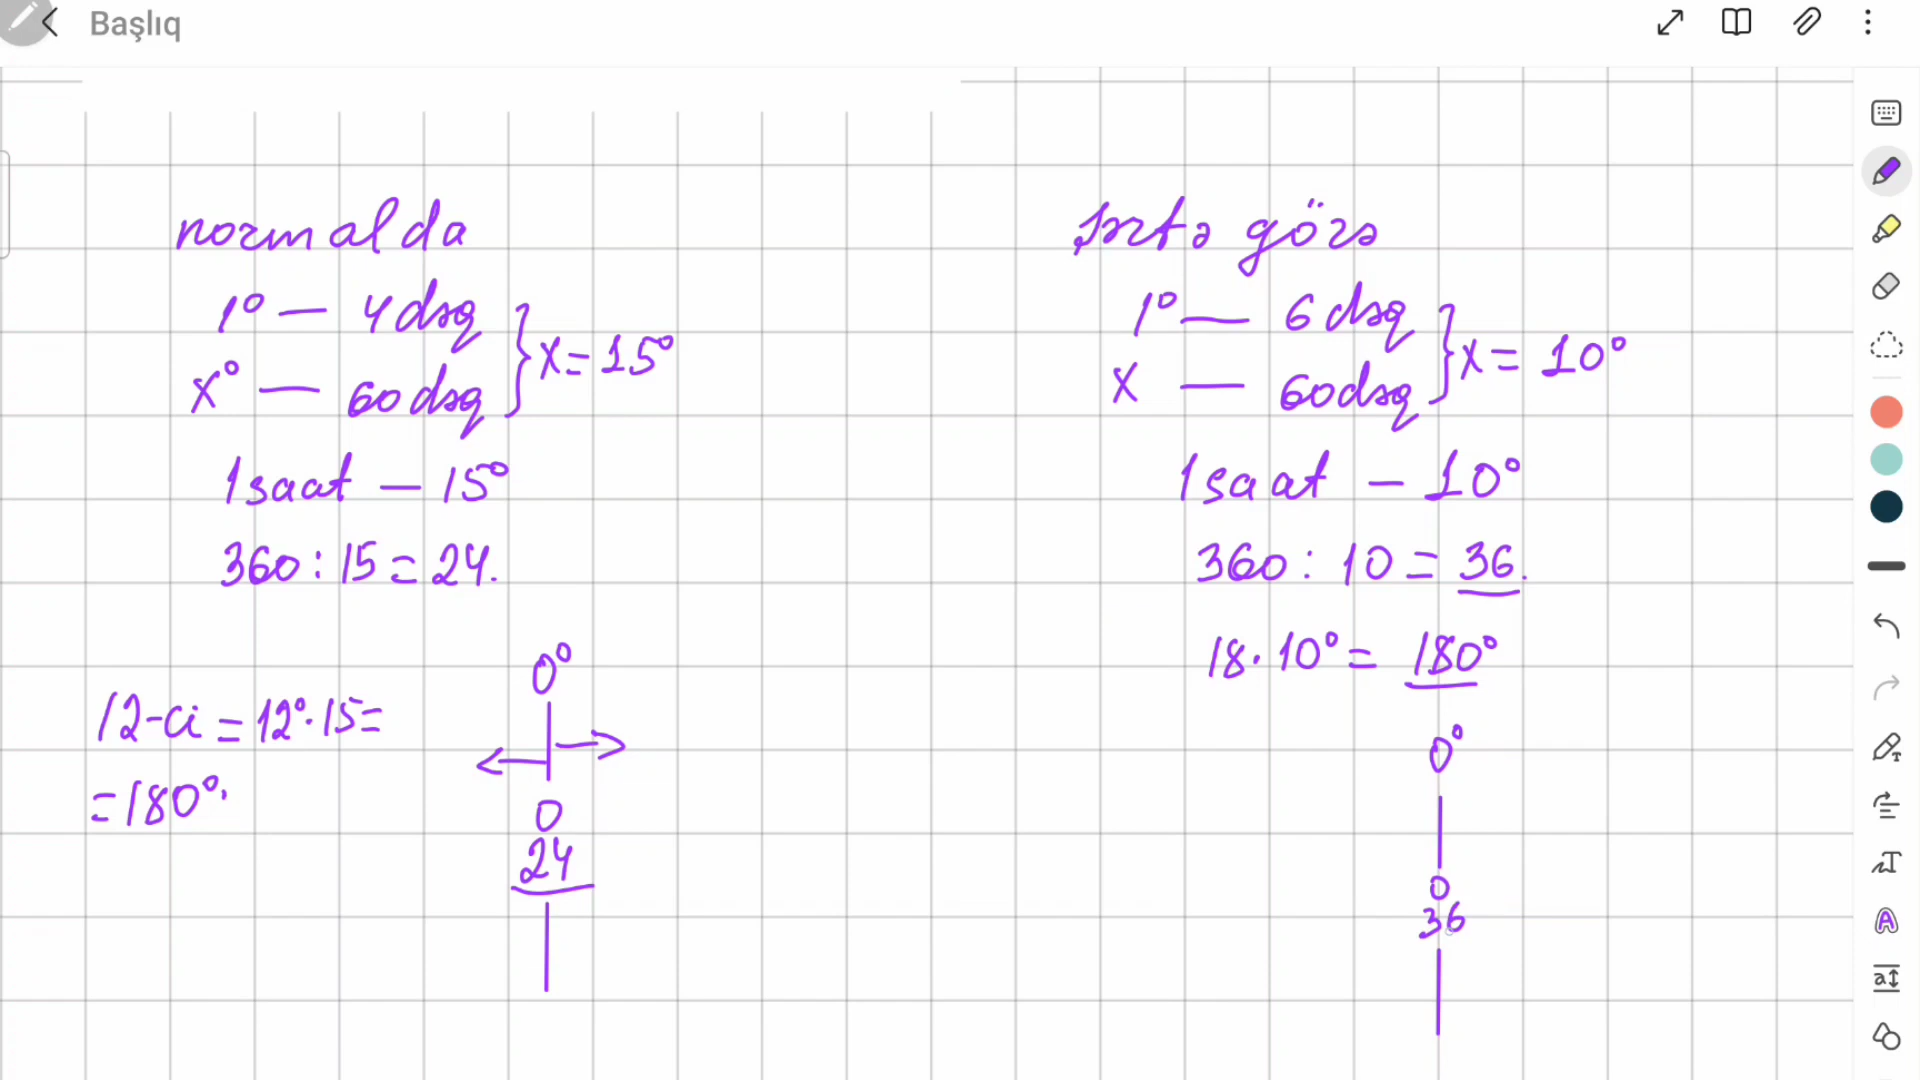 Başlıq
normalda
1° — 4 dəq
x° — 60 dəq } x = 15°
1 saat — 15°
360 : 15 = 24.
12-ci = 12° · 15 =
= 180°.
0°
0
24
şərtə görə
1° — 6 dəq
x — 60 dəq } x = 10°
1 saat — 10°
360 : 10 = 36.
18 · 10° = 180°
0°
0
36